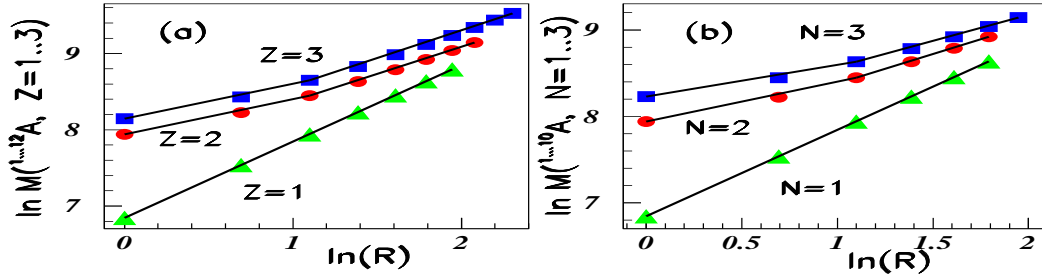 ln M(¹···¹²A, Z=1..3)
9
8
7
(a)
Z=3
Z=2
Z=1
0
1
2
ln(R)
ln M(¹···¹⁰A, N=1..3)
9
8
7
(b)
N=3
N=2
N=1
0
0.5
1
1.5
2
ln(R)